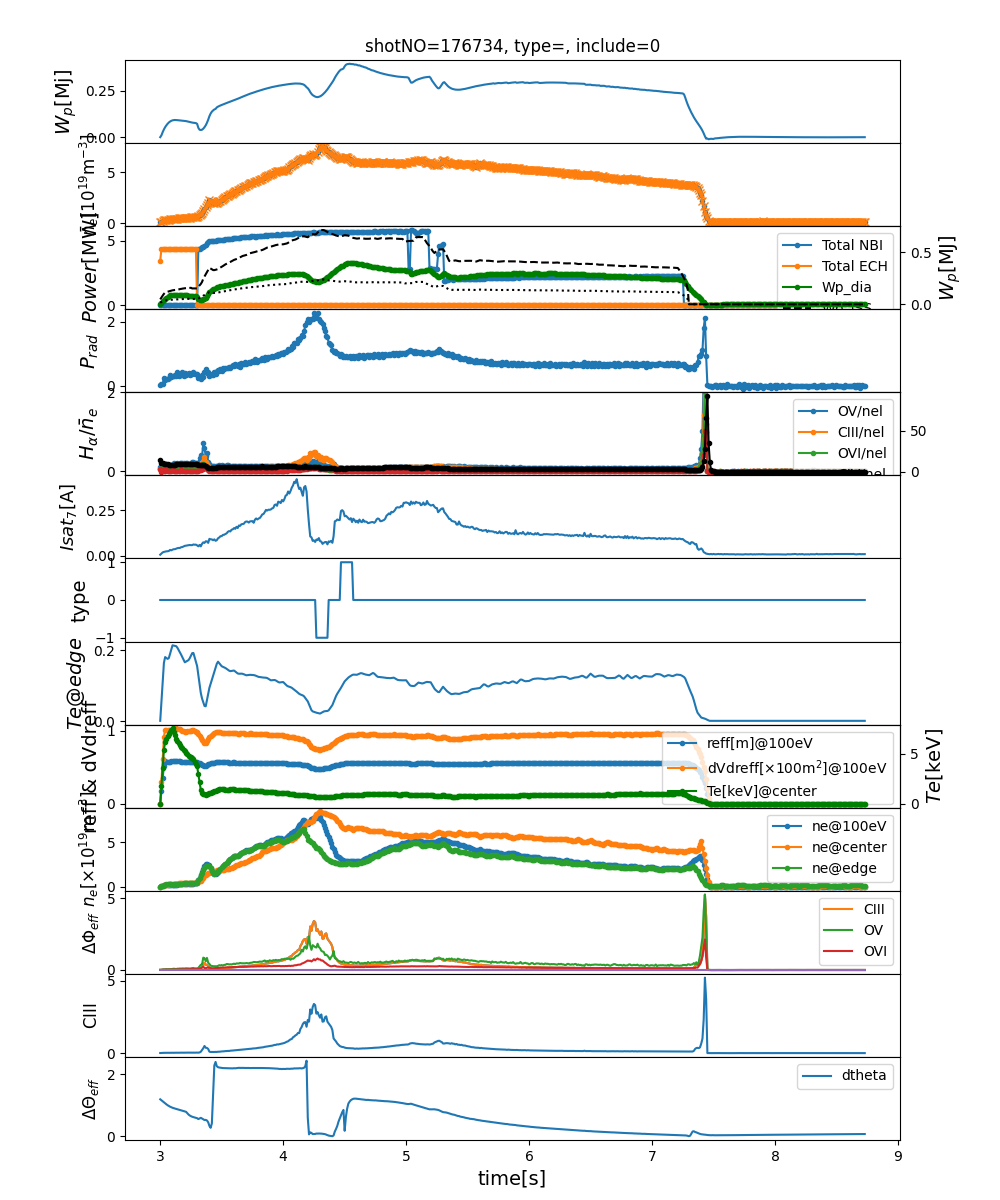 shotNO=176734, type=, include=0
W_p[Mj]
0.25
0.00
[10^19 m^-3]
5
0
Power[MW]
5
0
Total NBI
Total ECH
Wp_dia
W_p[MJ]
0.5
0.0
P_rad
2
0
H_α/n̄_e
2
0
OV/nel
CIII/nel
OVI/nel
50
0
Isat_7[A]
0.25
0.00
type
1
0
−1
Te@edge
0.2
0.0
reff & dVdreff
1
0
reff[m]@100eV
dVdreff[×100m^2]@100eV
Te[keV]@center
Te[keV]
5
0
n_e[×10^19 m^-3]
5
0
ne@100eV
ne@center
ne@edge
ΔΦ_eff
5
0
CIII
OV
OVI
CIII
5
0
ΔΘ_eff
2
0
dtheta
3 4 5 6 7 8 9
time[s]